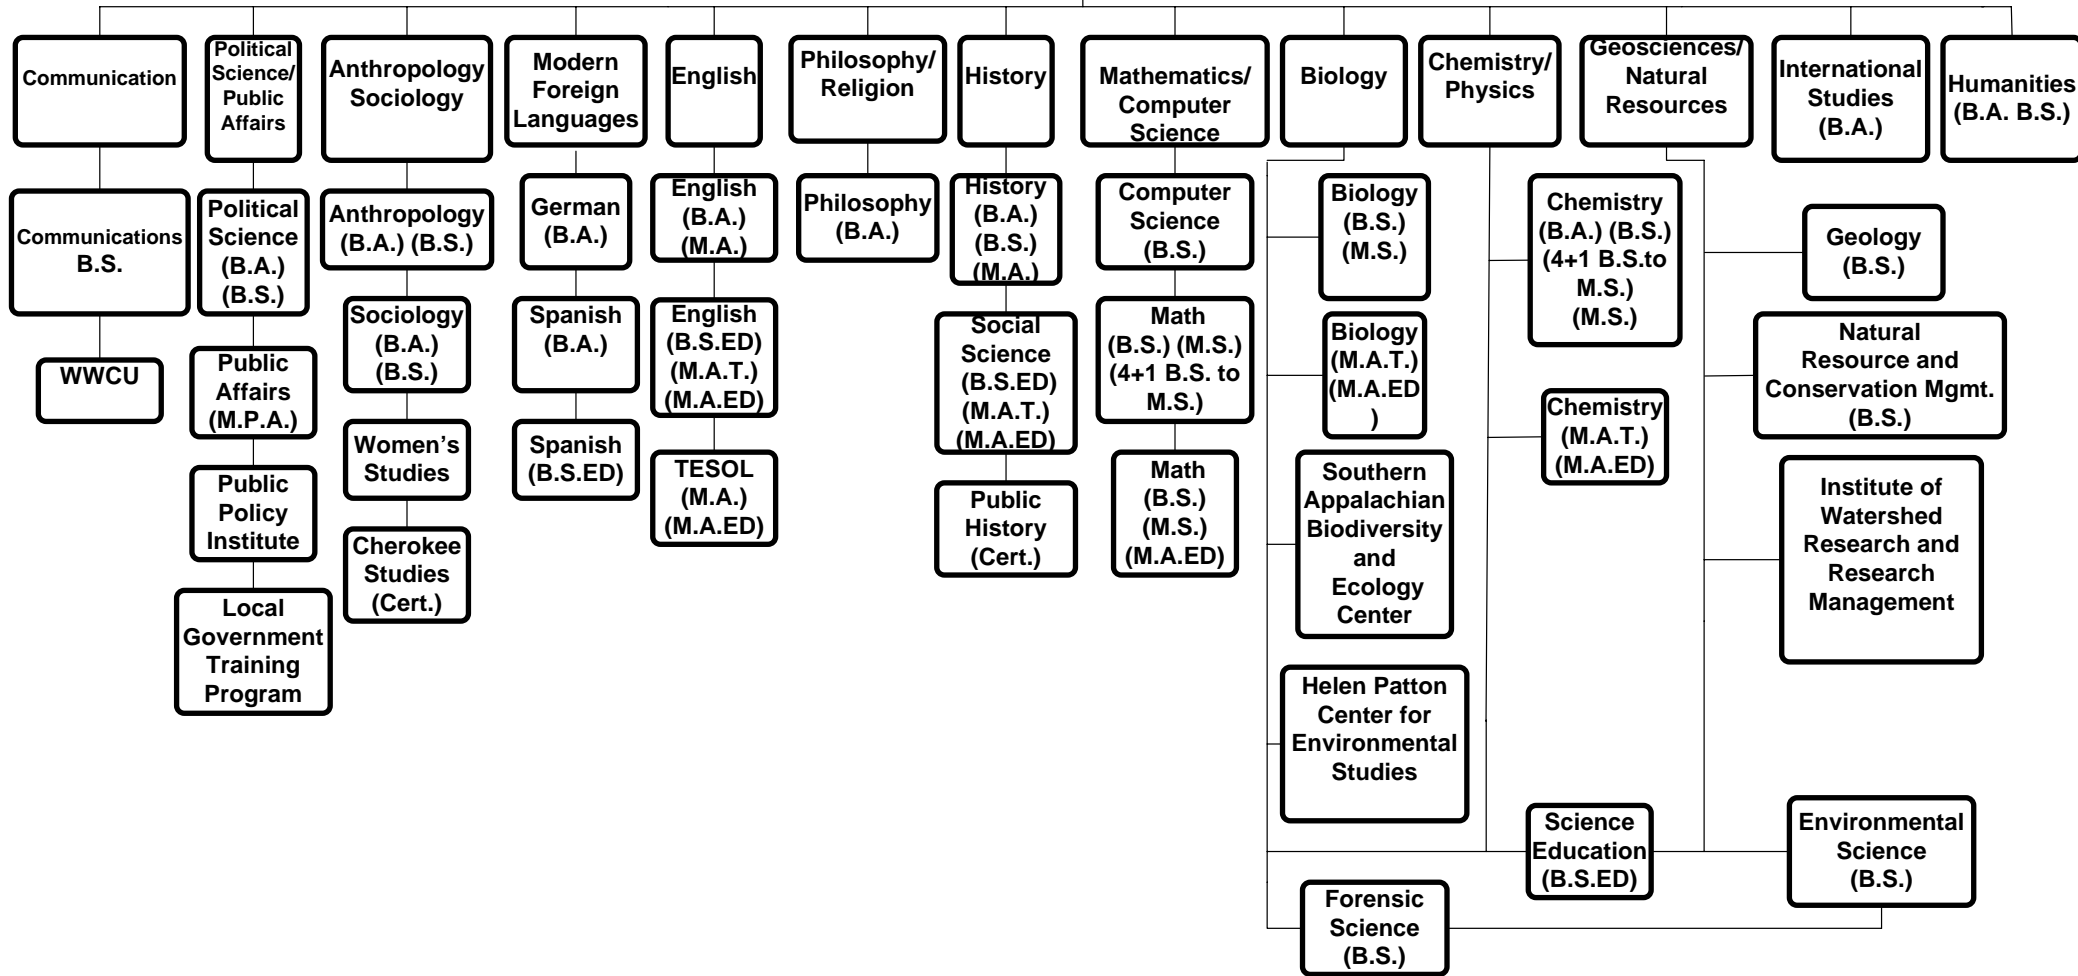 Communication
Political
Science/
Public
Affairs
Anthropology
Sociology
Modern
Foreign
Languages
English
Philosophy/
Religion
History
Mathematics/
Computer
Science
Biology
Chemistry/
Physics
Geosciences/
Natural
Resources
International
Studies
(B.A.)
Humanities
(B.A. B.S.)
Communications
B.S.
WWCU
Political
Science
(B.A.)
(B.S.)
Public
Affairs
(M.P.A.)
Public
Policy
Institute
Local
Government
Training
Program
Anthropology
(B.A.) (B.S.)
Sociology
(B.A.)
(B.S.)
Women's
Studies
Cherokee
Studies
(Cert.)
German
(B.A.)
Spanish
(B.A.)
Spanish
(B.S.ED)
English
(B.A.)
(M.A.)
English
(B.S.ED)
(M.A.T.)
(M.A.ED)
TESOL
(M.A.)
(M.A.ED)
Philosophy
(B.A.)
History
(B.A.)
(B.S.)
(M.A.)
Social
Science
(B.S.ED)
(M.A.T.)
(M.A.ED)
Public
History
(Cert.)
Computer
Science
(B.S.)
Math
(B.S.) (M.S.)
(4+1 B.S. to
M.S.)
Math
(B.S.)
(M.S.)
(M.A.ED)
Biology
(B.S.)
(M.S.)
Biology
(M.A.T.)
(M.A.ED
)
Southern
Appalachian
Biodiversity
and
Ecology
Center
Helen Patton
Center for
Environmental
Studies
Forensic
Science
(B.S.)
Chemistry
(B.A.) (B.S.)
(4+1 B.S.to
M.S.)
(M.S.)
Chemistry
(M.A.T.)
(M.A.ED)
Science
Education
(B.S.ED)
Geology
(B.S.)
Natural
Resource and
Conservation Mgmt.
(B.S.)
Institute of
Watershed
Research and
Research
Management
Environmental
Science
(B.S.)